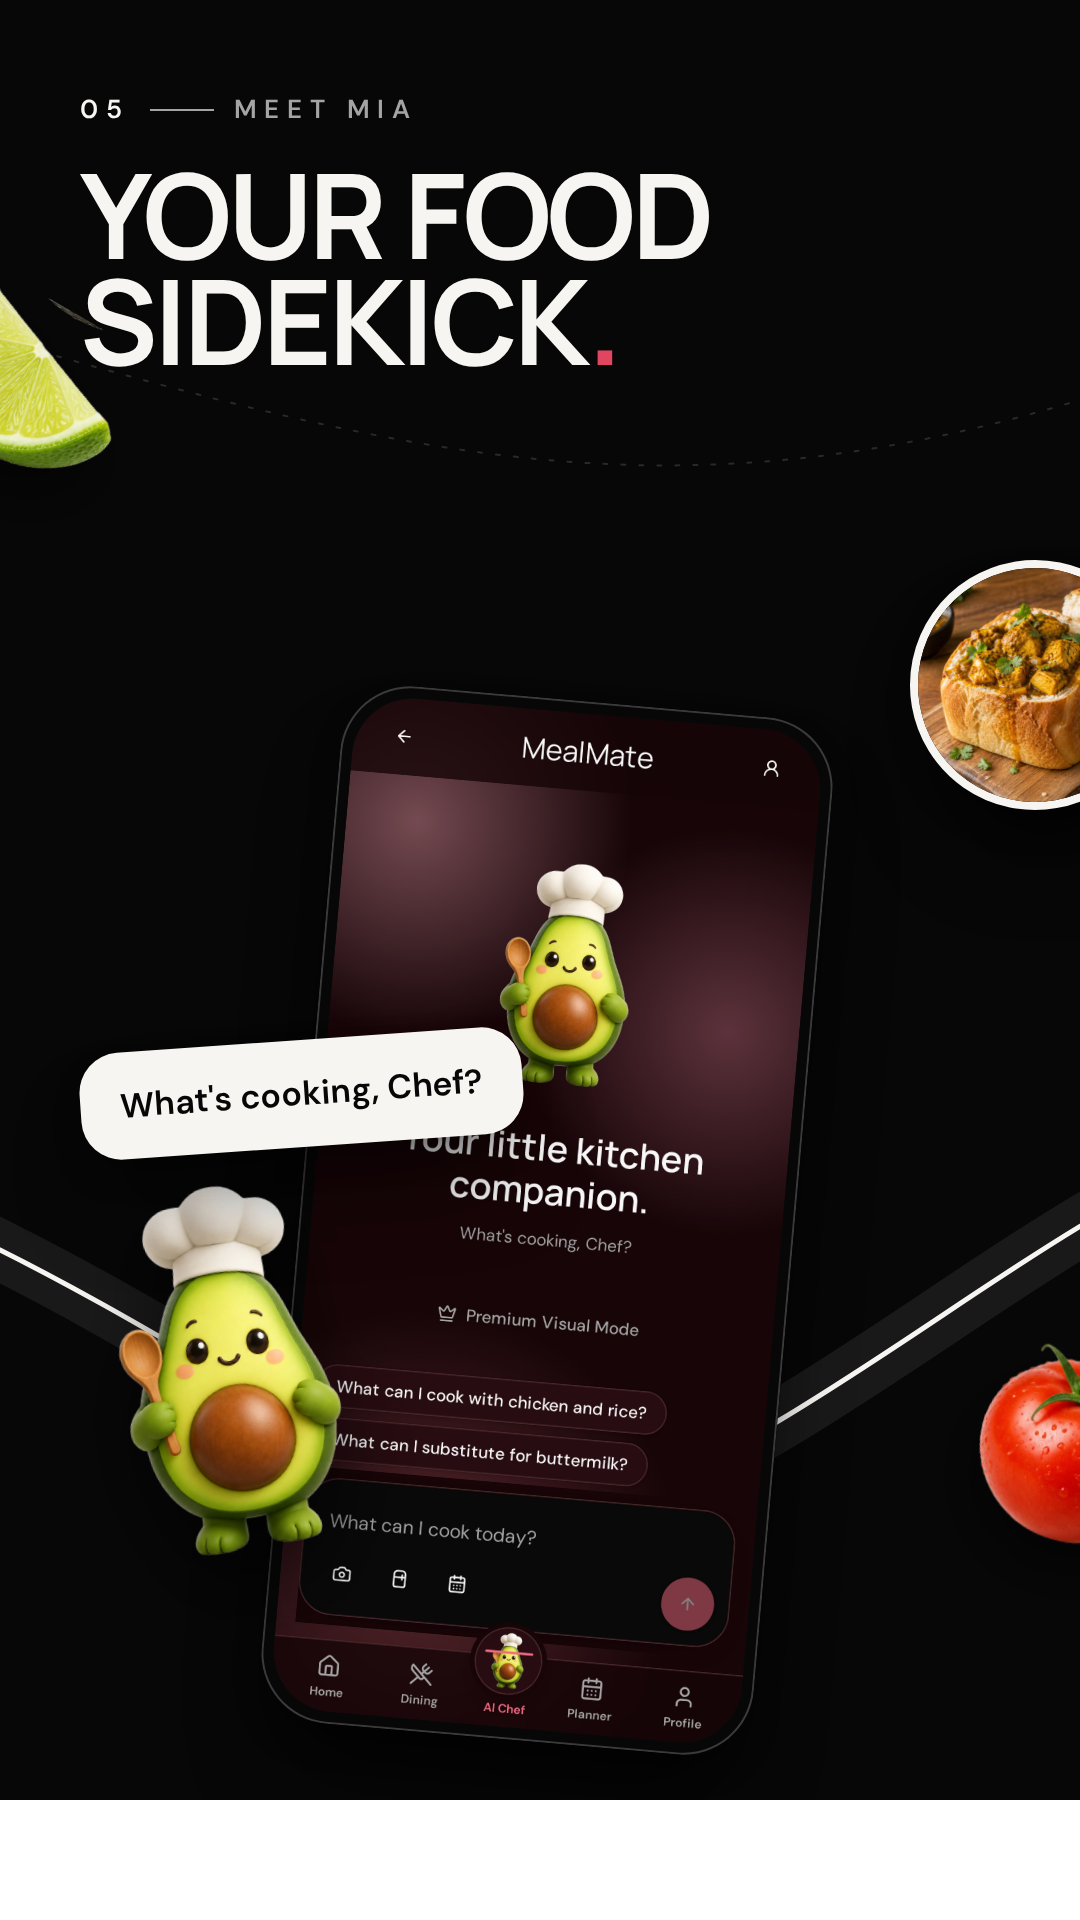 05 MEET MIA
YOUR FOOD
SIDEKICK.
MealMate
What's cooking, Chef?
Your little kitchen
companion.
What's cooking, Chef?
Premium Visual Mode
What can I cook with chicken and rice?
What can I substitute for buttermilk?
What can I cook today?
Home
Dining
AI Chef
Planner
Profile